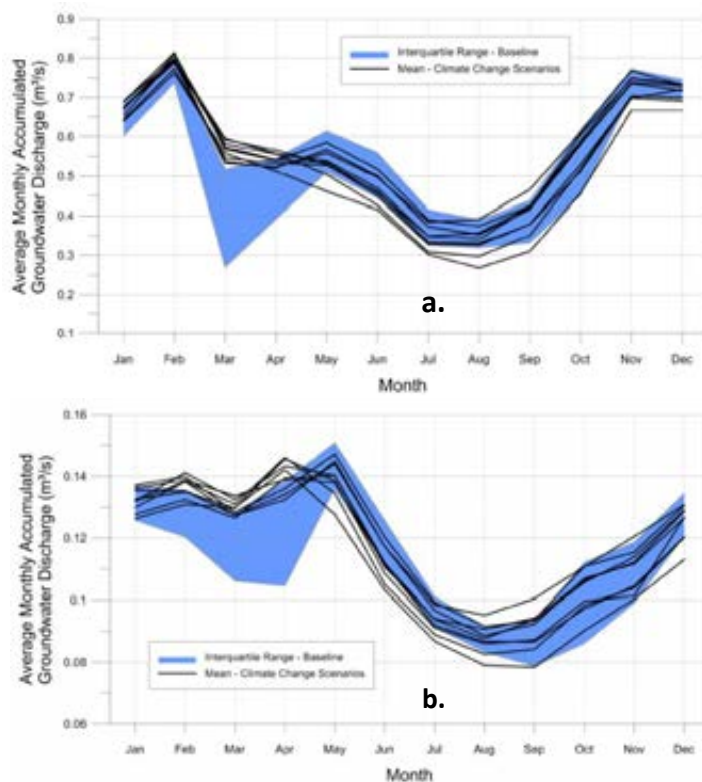 Average Monthly Accumulated
Groundwater Discharge (m³/s)
0.9
0.8
0.7
0.6
0.5
0.4
0.3
0.2
0.1
Interquartile Range - Baseline
Mean - Climate Change Scenarios
a.
Jan Feb Mar Apr May Jun Jul Aug Sep Oct Nov Dec
Month
Average Monthly Accumulated
Groundwater Discharge (m³/s)
0.16
0.14
0.12
0.1
0.08
0.06
Interquartile Range - Baseline
Mean - Climate Change Scenarios
b.
Jan Feb Mar Apr May Jun Jul Aug Sep Oct Nov Dec
Month